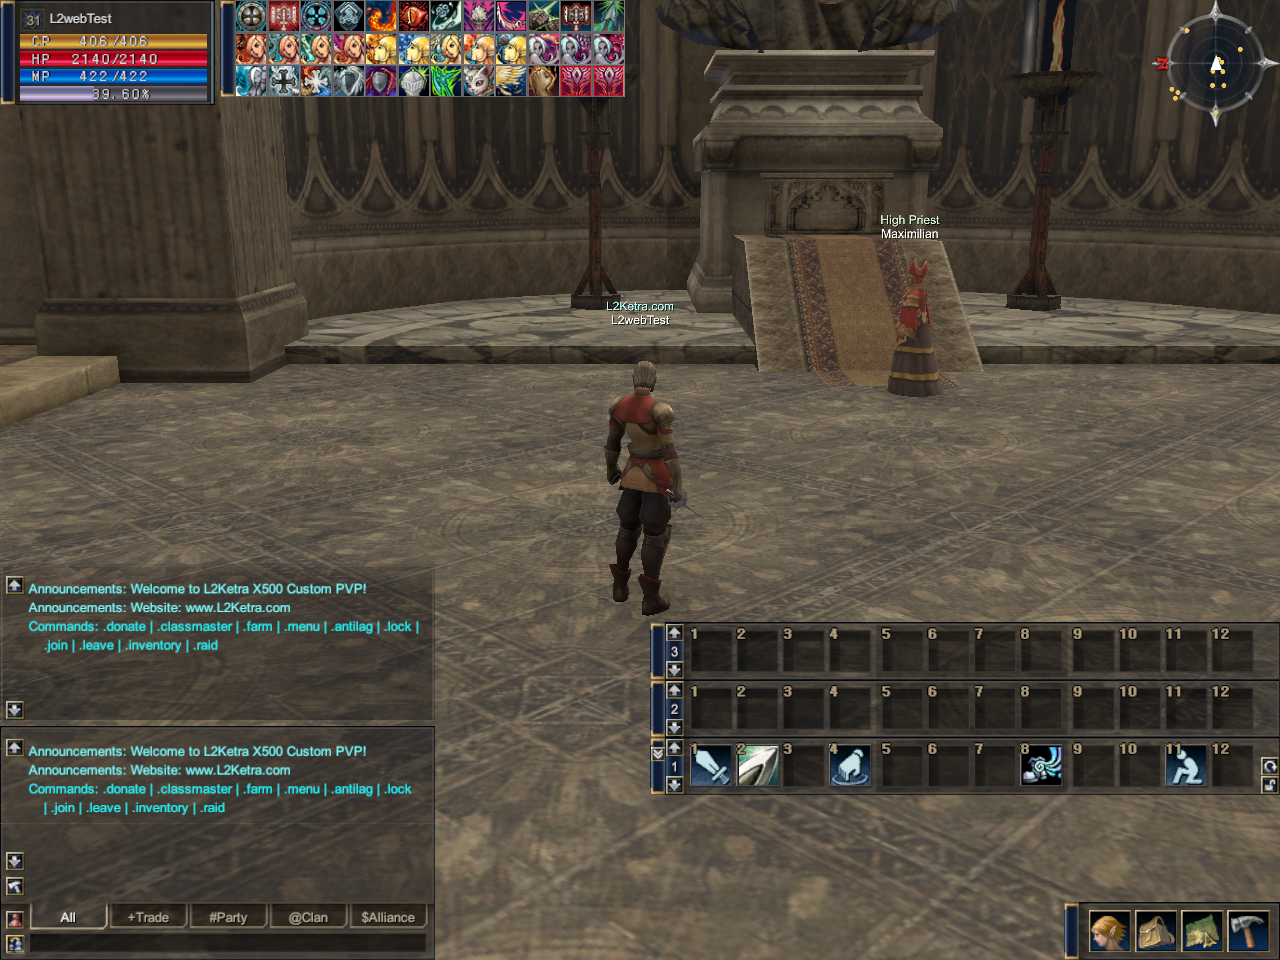 31 L2webTest
CP 406/406
HP 2140/2140
MP 422/422
39.60%
High Priest
Maximilian
L2Ketra.com
L2webTest
Announcements: Welcome to L2Ketra X500 Custom PVP!
Announcements: Website: www.L2Ketra.com
Commands: .donate | .classmaster | .farm | .menu | .antilag | .lock |
.join | .leave | .inventory | .raid
1 2 3 4 5 6 7 8 9 10 11 12
3
1 2 3 4 5 6 7 8 9 10 11 12
2
1 2 3 4 5 6 7 8 9 10 11 12
1
Announcements: Welcome to L2Ketra X500 Custom PVP!
Announcements: Website: www.L2Ketra.com
Commands: .donate | .classmaster | .farm | .menu | .antilag | .lock
| .join | .leave | .inventory | .raid
All +Trade #Party @Clan $Alliance